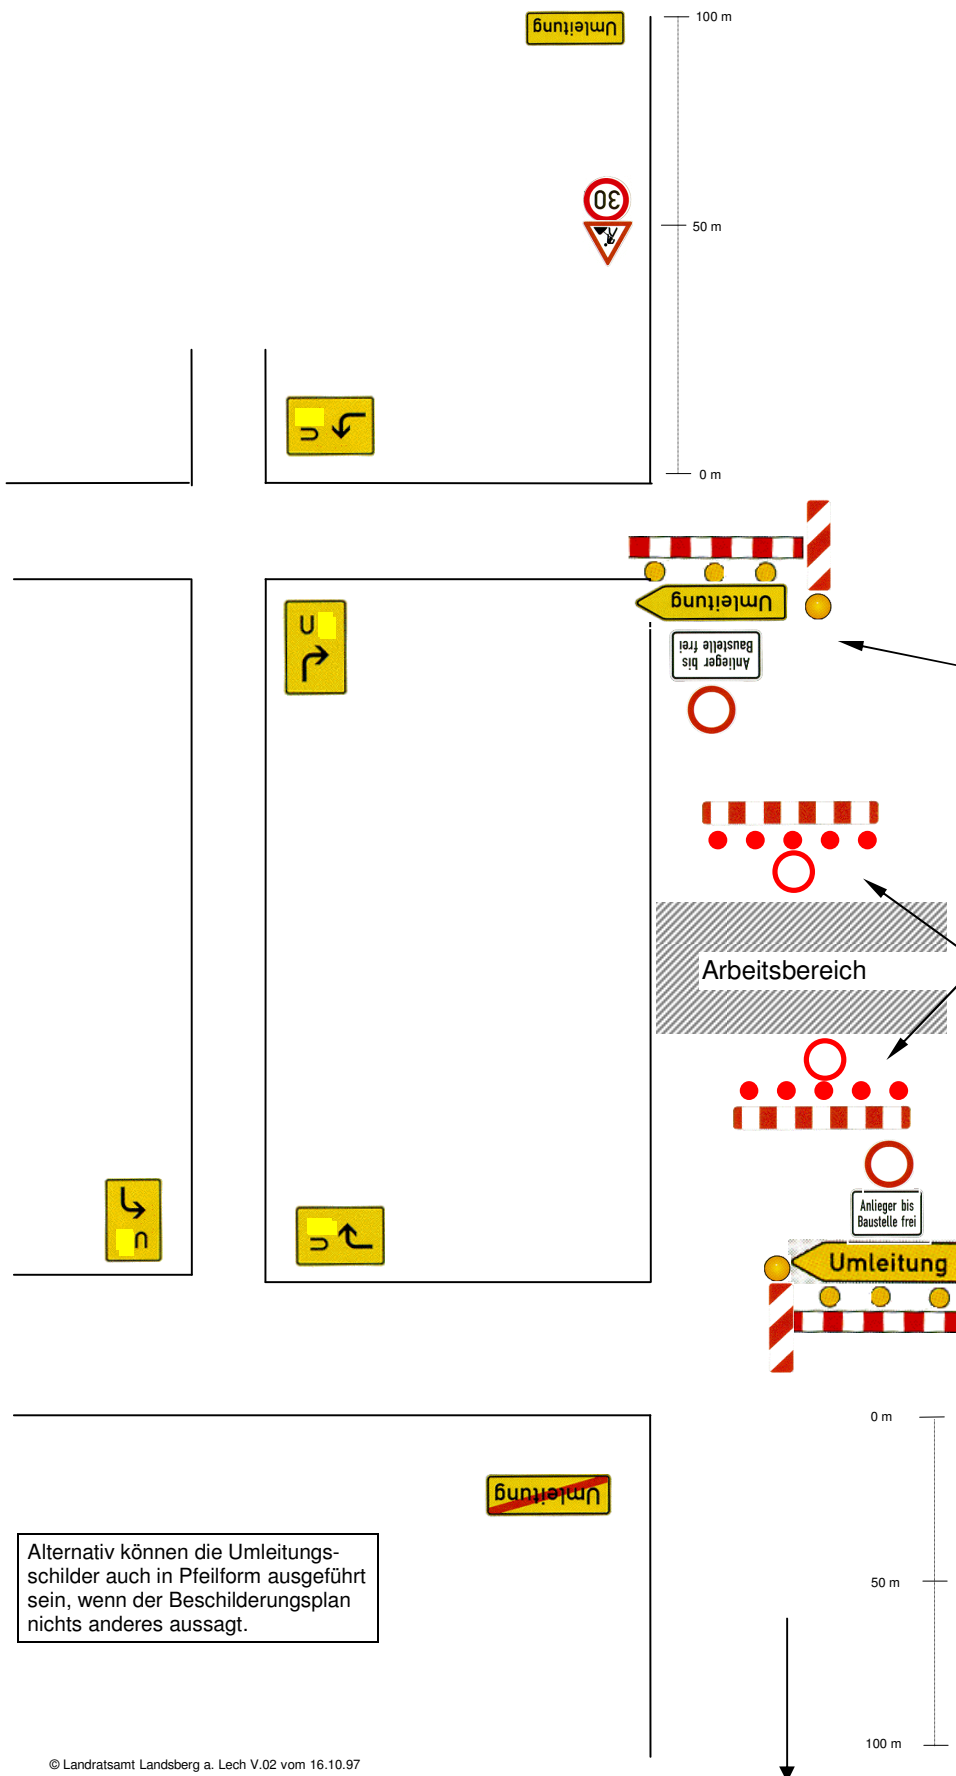 Umleitung
100 m
30
50 m
U
0 m
Umleitung
U
Anlieger bis
Baustelle frei
Arbeitsbereich
U
U
Anlieger bis
Baustelle frei
Umleitung
0 m
Umleitung
Alternativ können die Umleitungs-
schilder auch in Pfeilform ausgeführt
sein, wenn der Beschilderungsplan
nichts anderes aussagt.
50 m
100 m
© Landratsamt Landsberg a. Lech V.02 vom 16.10.97